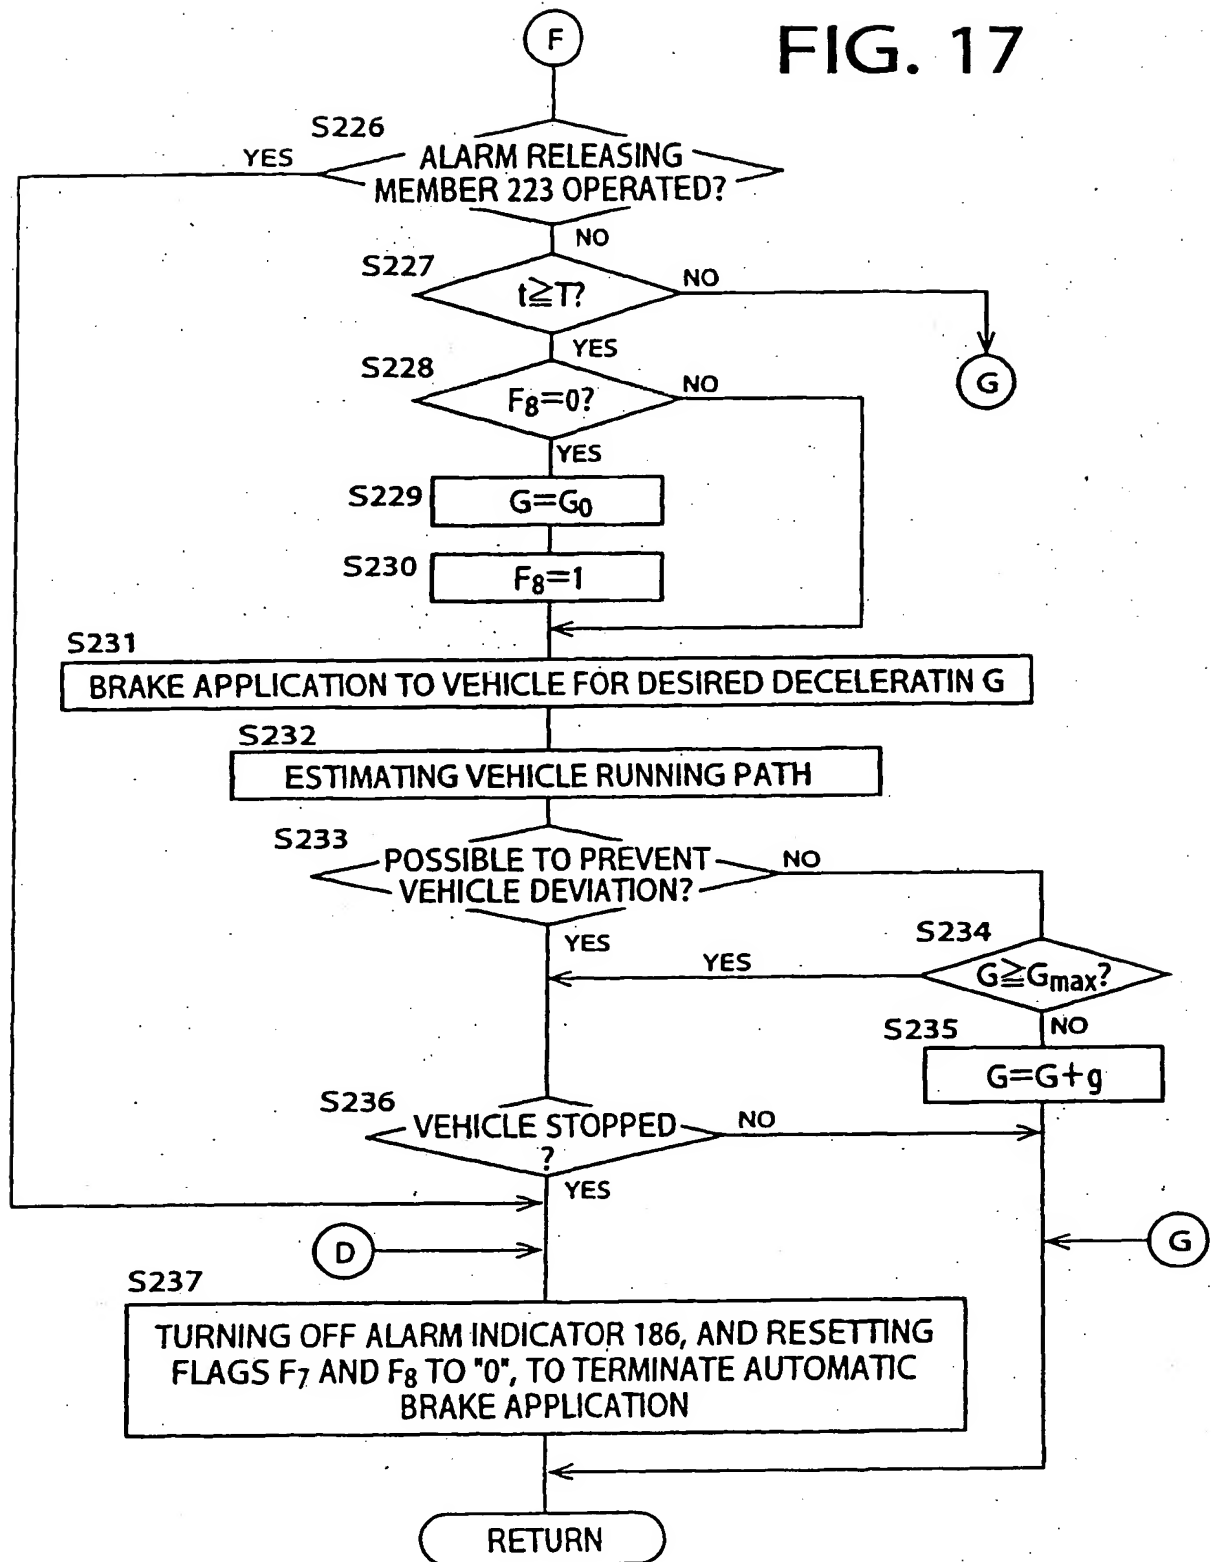 FIG. 17
F
S226
YES
ALARM RELEASING
MEMBER 223 OPERATED?
NO
S227
t≧T?
NO
YES
G
S228
F8=0?
NO
YES
S229
G=G0
S230
F8=1
S231
BRAKE APPLICATION TO VEHICLE FOR DESIRED DECELERATIN G
S232
ESTIMATING VEHICLE RUNNING PATH
S233
POSSIBLE TO PREVENT
VEHICLE DEVIATION?
NO
YES
S234
G≧Gmax?
YES
NO
S235
G=G+g
S236
VEHICLE STOPPED
?
NO
YES
D
G
S237
TURNING OFF ALARM INDICATOR 186, AND RESETTING
FLAGS F7 AND F8 TO "0", TO TERMINATE AUTOMATIC
BRAKE APPLICATION
RETURN